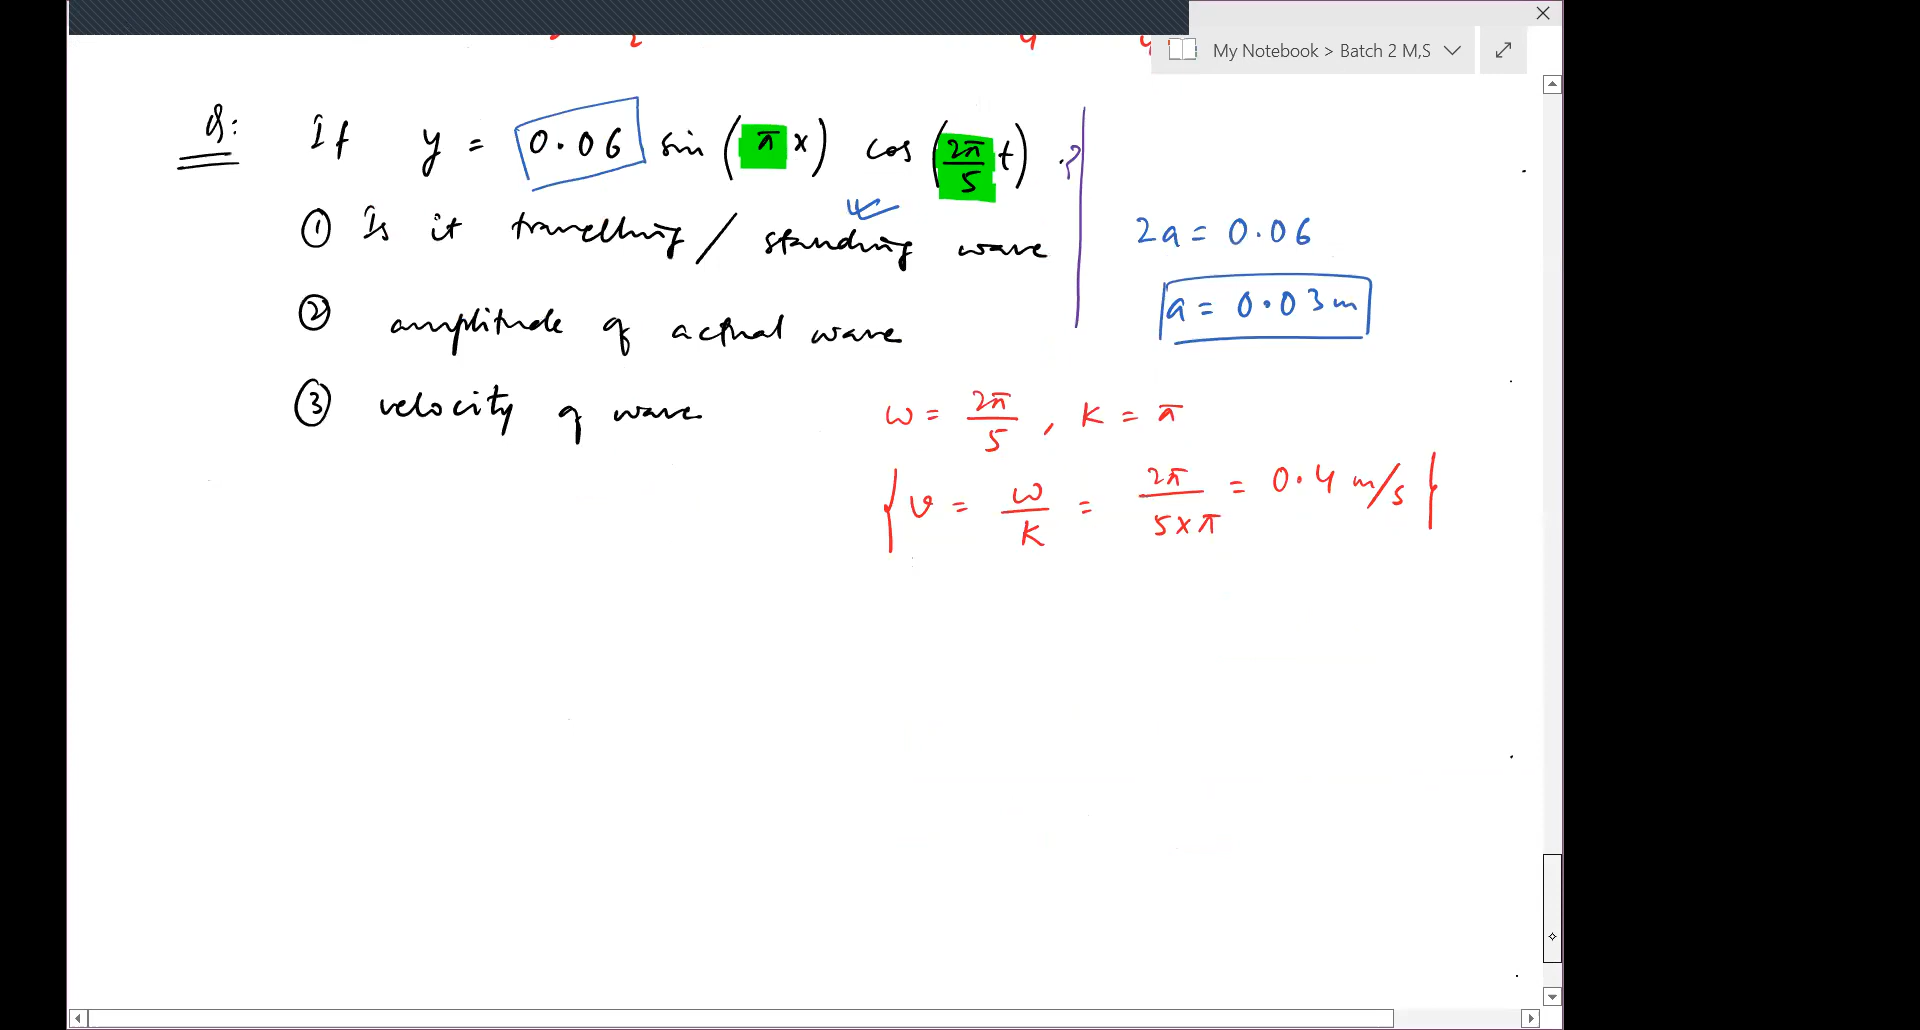 My Notebook > Batch 2 M,S
Q: If y = 0.06 sin (π x) cos (2π/5 t) .?
① Is it travelling / standing wave
2a = 0.06
a = 0.03 m
② amplitude of actual wave
③ velocity of wave
ω = 2π/5 , K = π
{ v = ω/K = 2π/5×π = 0.4 m/s }